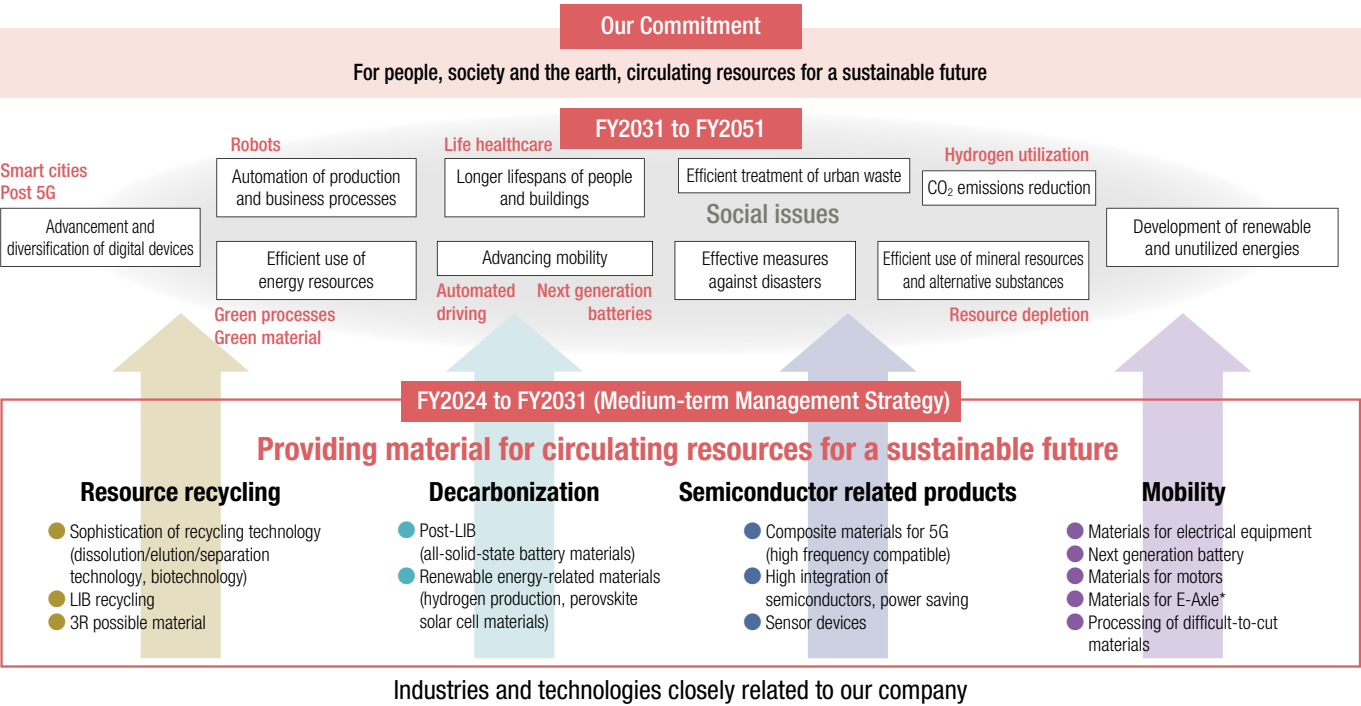 Our Commitment
For people, society and the earth, circulating resources for a sustainable future
FY2031 to FY2051
Smart cities
Post 5G
Advancement and
diversification of digital devices
Robots
Automation of production
and business processes
Efficient use of
energy resources
Green processes
Green material
Life healthcare
Longer lifespans of people
and buildings
Advancing mobility
Automated
driving
Next generation
batteries
Efficient treatment of urban waste
Social issues
Effective measures
against disasters
Hydrogen utilization
CO₂ emissions reduction
Efficient use of mineral resources
and alternative substances
Resource depletion
Development of renewable
and unutilized energies
FY2024 to FY2031 (Medium-term Management Strategy)
Providing material for circulating resources for a sustainable future
Resource recycling
Sophistication of recycling technology
(dissolution/elution/separation
technology, biotechnology)
LIB recycling
3R possible material
Decarbonization
Post-LIB
(all-solid-state battery materials)
Renewable energy-related materials
(hydrogen production, perovskite
solar cell materials)
Semiconductor related products
Composite materials for 5G
(high frequency compatible)
High integration of
semiconductors, power saving
Sensor devices
Mobility
Materials for electrical equipment
Next generation battery
Materials for motors
Materials for E-Axle*
Processing of difficult-to-cut
materials
Industries and technologies closely related to our company